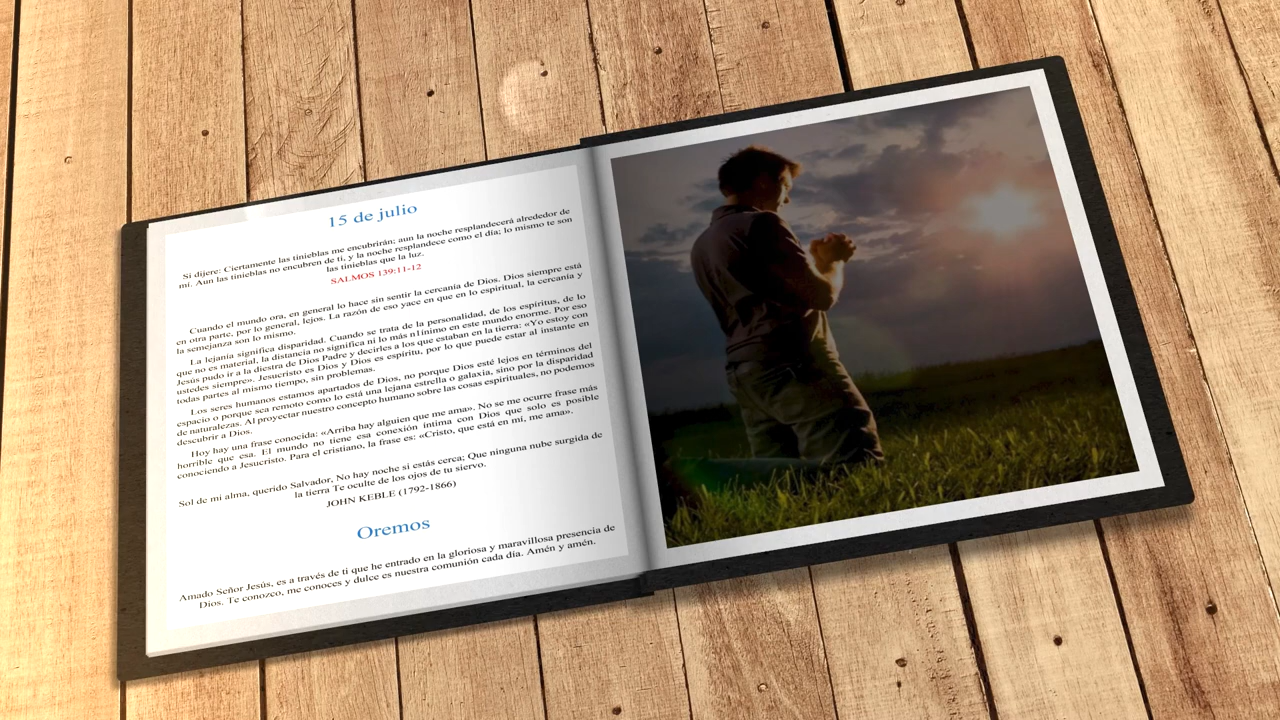 15 de julio
Si dijere: Ciertamente las tinieblas me encubrirán; aun la noche resplandecerá alrededor de
mí. Aun las tinieblas no encubren de ti, y la noche resplandece como el día; lo mismo te son
las tinieblas que la luz.
SALMOS 139:11-12
Cuando el mundo ora, en general lo hace sin sentir la cercanía de Dios. Dios siempre está
en otra parte, por lo general, lejos. La razón de eso yace en que en lo espiritual, la cercanía y
la semejanza son lo mismo.
La lejanía significa disparidad. Cuando se trata de la personalidad, de los espíritus, de lo
que no es material, la distancia no significa ni lo más nínimo en este mundo enorme. Por eso
Jesús pudo ir a la diestra de Dios Padre y decirles a los que estaban en la tierra: «Yo estoy con
ustedes siempre». Jesucristo es Dios y Dios es espíritu, por lo que puede estar al instante en
todas partes al mismo tiempo, sin problemas.
Los seres humanos estamos apartados de Dios, no porque Dios esté lejos en términos del
espacio o porque sea remoto como lo está una lejana estrella o galaxia, sino por la disparidad
de naturalezas. Al proyectar nuestro concepto humano sobre las cosas espirituales, no podemos
descubrir a Dios.
Hoy hay una frase conocida: «Arriba hay alguien que me ama». No se me ocurre frase más
horrible que esa. El mundo no tiene esa conexión íntima con Dios que solo es posible
conociendo a Jesucristo. Para el cristiano, la frase es: «Cristo, que está en mí, me ama».
Sol de mi alma, querido Salvador, No hay noche si estás cerca; Que ninguna nube surgida de
la tierra Te oculte de los ojos de tu siervo.
JOHN KEBLE (1792-1866)
Oremos
Amado Señor Jesús, es a través de ti que he entrado en la gloriosa y maravillosa presencia de
Dios. Te conozco, me conoces y dulce es nuestra comunión cada día. Amén y amén.